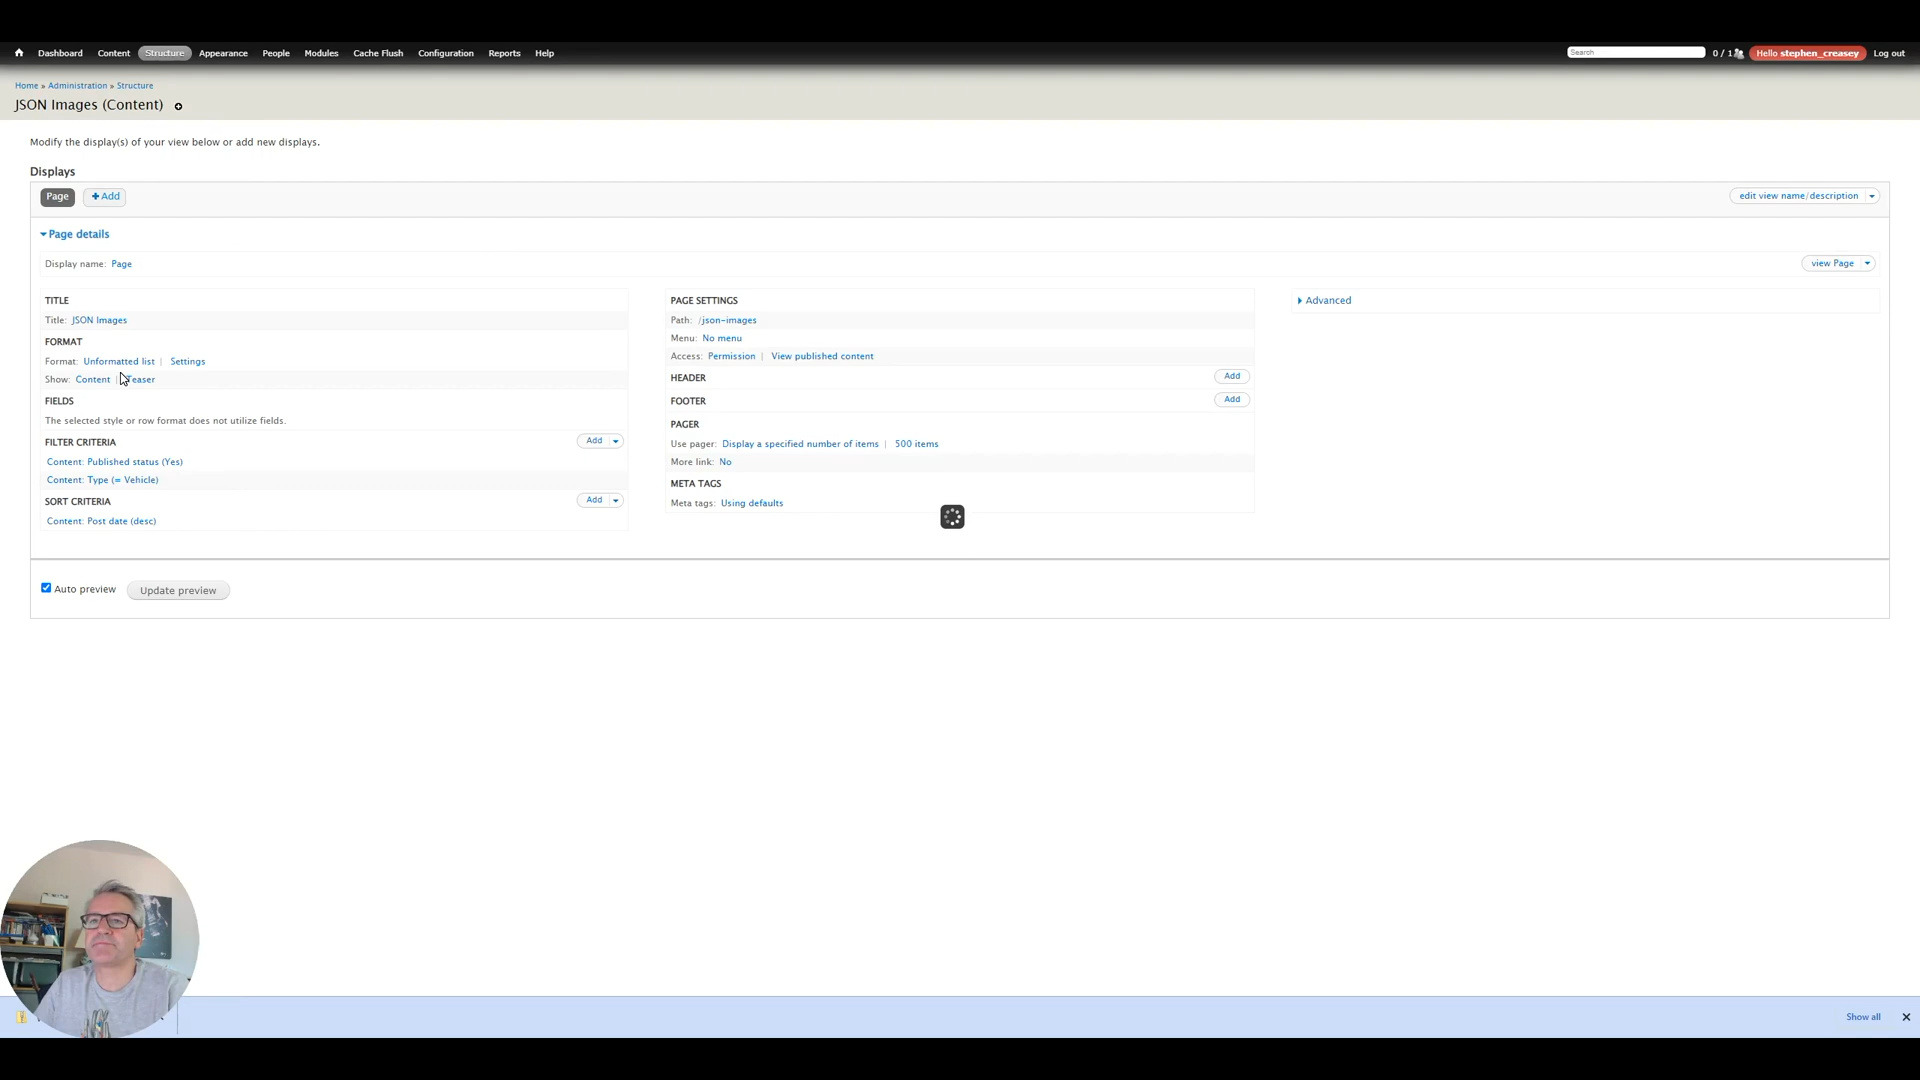 Dashboard Content Structure Appearance People Modules Cache Flush Configuration Reports Help Search 0 / 1 Hello stephen_creasey Log out
Home » Administration » Structure
JSON Images (Content)
Modify the display(s) of your view below or add new displays.
Displays
Page Add edit view name/description
Page details
Display name: Page view Page
TITLE
Title: JSON Images
FORMAT
Format: Unformatted list | Settings
Show: Content | Teaser
FIELDS
The selected style or row format does not utilize fields.
FILTER CRITERIA Add
Content: Published status (Yes)
Content: Type (= Vehicle)
SORT CRITERIA Add
Content: Post date (desc)
PAGE SETTINGS
Path: /json-images
Menu: No menu
Access: Permission | View published content
HEADER Add
FOOTER Add
PAGER
Use pager: Display a specified number of items | 500 items
More link: No
META TAGS
Meta tags: Using defaults
Advanced
Auto preview Update preview
Show all